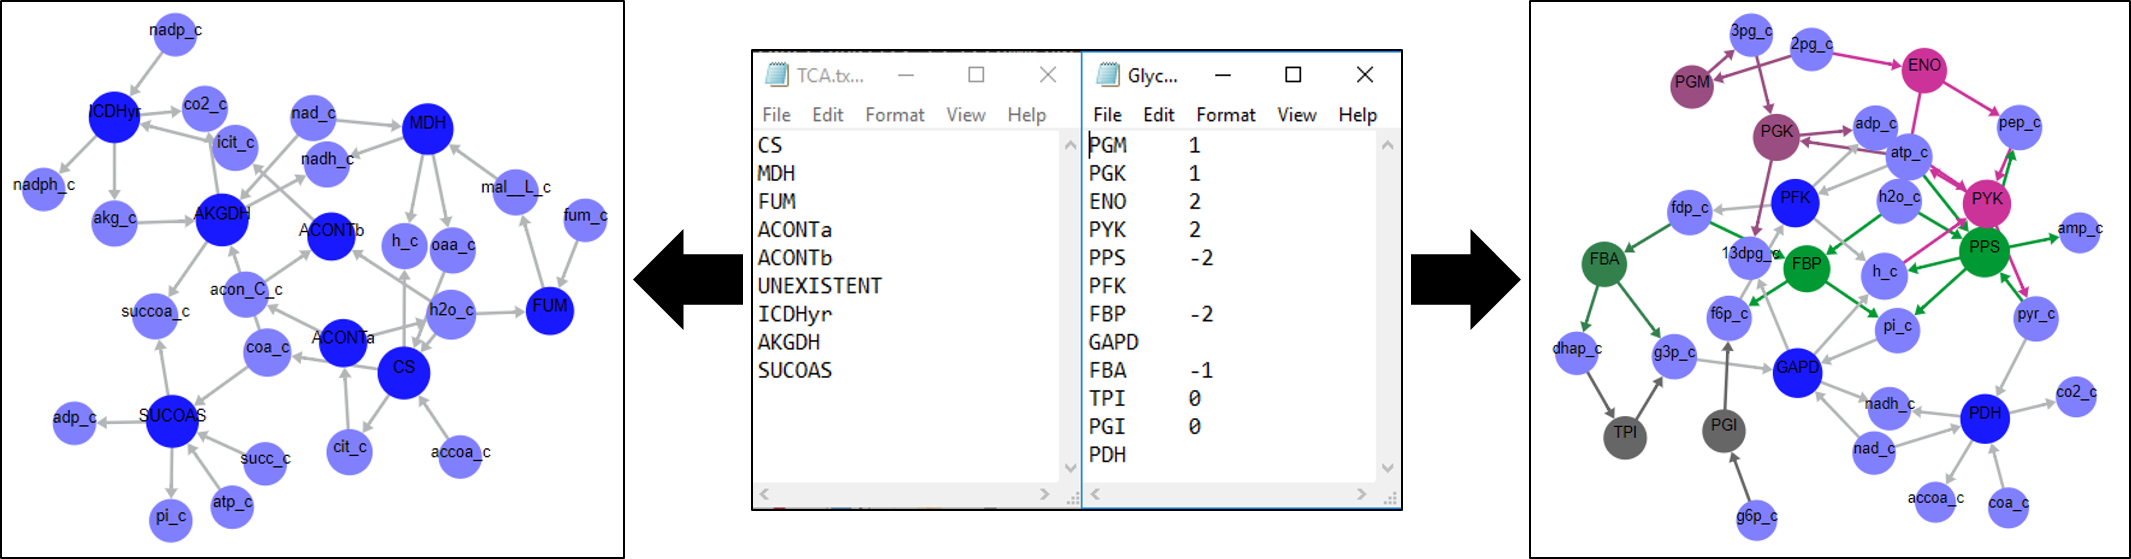 nadp_c
ICDHyr
co2_c
nad_c
MDH
icit_c
nadh_c
nadph_c
mal__L_c
akg_c
AKGDH
fum_c
ACONTb
h_c
oaa_c
acon_C_c
succoa_c
h2o_c
FUM
ACONTa
coa_c
CS
SUCOAS
adp_c
cit_c
accoa_c
succ_c
atp_c
pi_c
TCA.tx...
File Edit Format View Help
CS
MDH
FUM
ACONTa
ACONTb
UNEXISTENT
ICDHyr
AKGDH
SUCOAS
Glyc...
File Edit Format View Help
PGM 1
PGK 1
ENO 2
PYK 2
PPS -2
PFK
FBP -2
GAPD
FBA -1
TPI 0
PGI 0
PDH
3pg_c
2pg_c
ENO
PGM
PGK
adp_c
pep_c
atp_c
PFK
h2o_c
PYK
fdp_c
amp_c
13dpg_c
PPS
FBA
FBP
h_c
f6p_c
pi_c
pyr_c
dhap_c
g3p_c
GAPD
nadh_c
co2_c
PDH
TPI
PGI
nad_c
accoa_c
coa_c
g6p_c